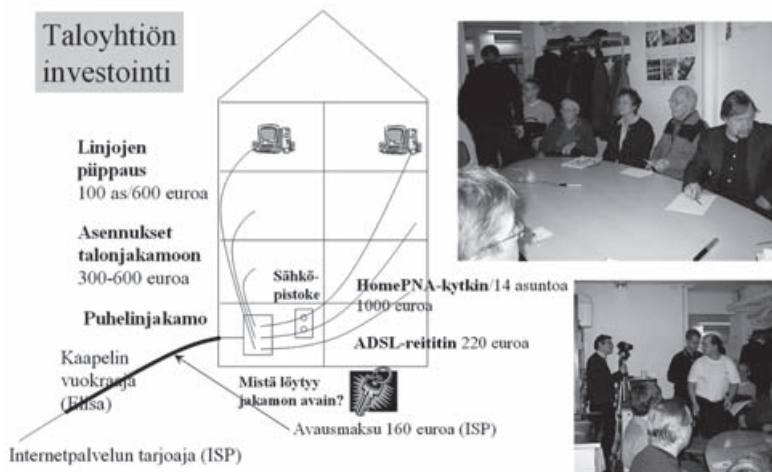 Taloyhtiön
investointi
Linjojen
piippaus
100 as/600 euroa
Asennukset
talonjakamoon
300-600 euroa
Sähkö-
pistoke
HomePNA-kytkin/14 asuntoa
1000 euroa
Puhelinjakamo
ADSL-reititin 220 euroa
Kaapelin
vuokraaja
(Elisa)
Mistä löytyy
jakamon avain?
Avausmaksu 160 euroa (ISP)
Internetpalvelun tarjoaja (ISP)